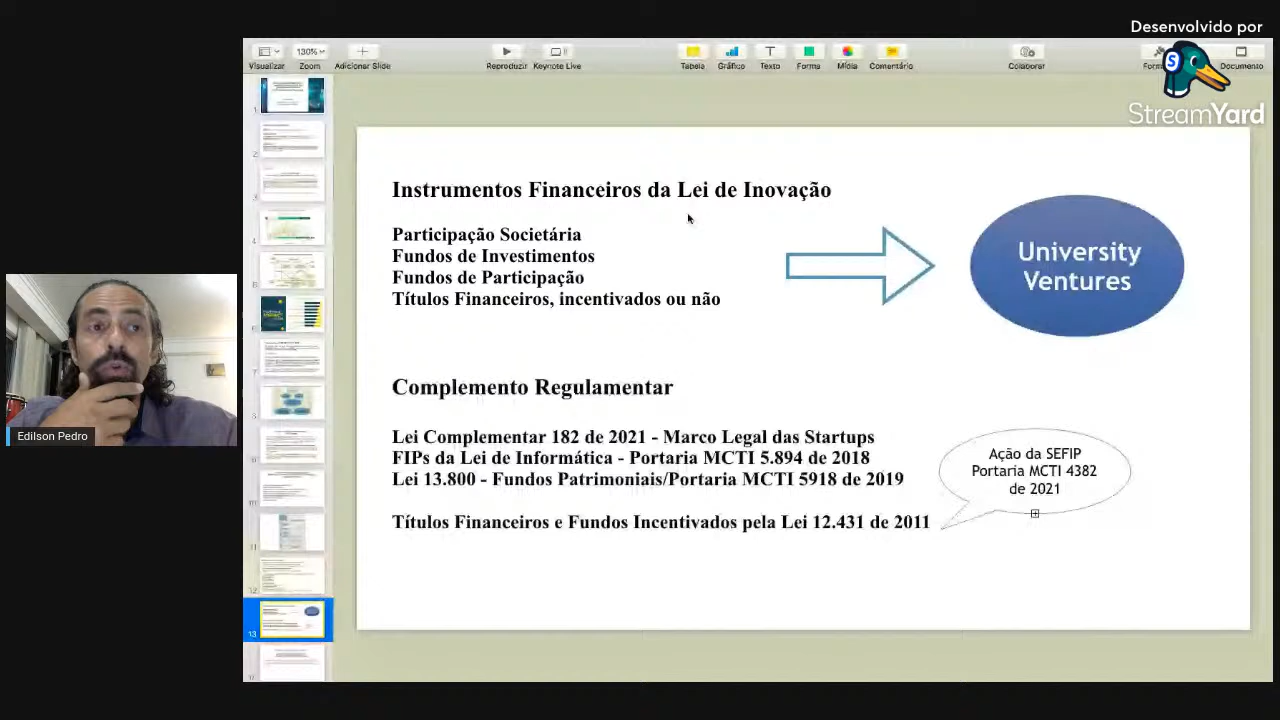 Desenvolvido por
StreamYard
Visualizar
130%
Zoom
Adicionar Slide
Reproduzir
Keynote Live
Tabela
Gráfico
Texto
Forma
Mídia
Comentário
Colaborar
Documento
Instrumentos Financeiros da Lei de Inovação
Participação Societária
Fundos de Investimentos
Fundos de Participação
Títulos Financeiros, incentivados ou não
University
Ventures
Complemento Regulamentar
Lei Complementar 182 de 2021 - Marco Legal das Startups
FIPs da Lei de Informática - Portaria MCTI 5.894 de 2018
Lei 13.800 - Fundos Patrimoniais/Portaria MCTI 5918 de 2019
Títulos Financeiros e Fundos Incentivados pela Lei 12.431 de 2011
Ação da SEFIP
Portaria MCTI 4382
de 2021
Edilson Pedro
13